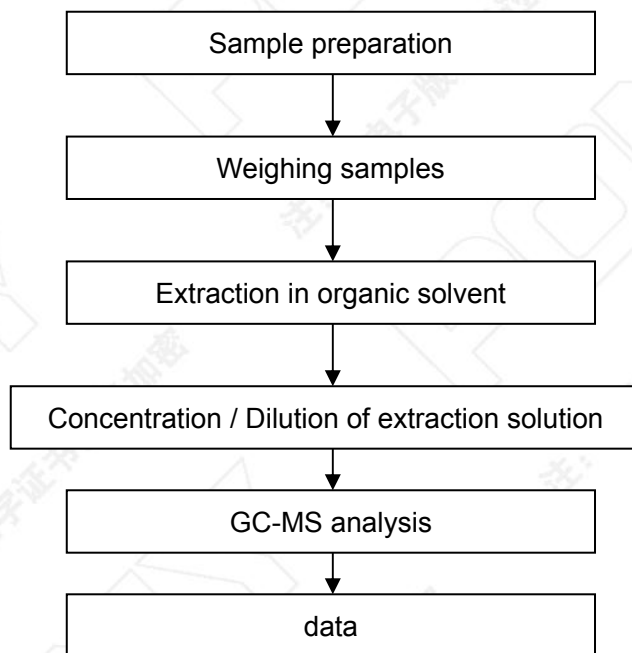 Sample preparation
Weighing samples
Extraction in organic solvent
Concentration / Dilution of extraction solution
GC-MS analysis
data